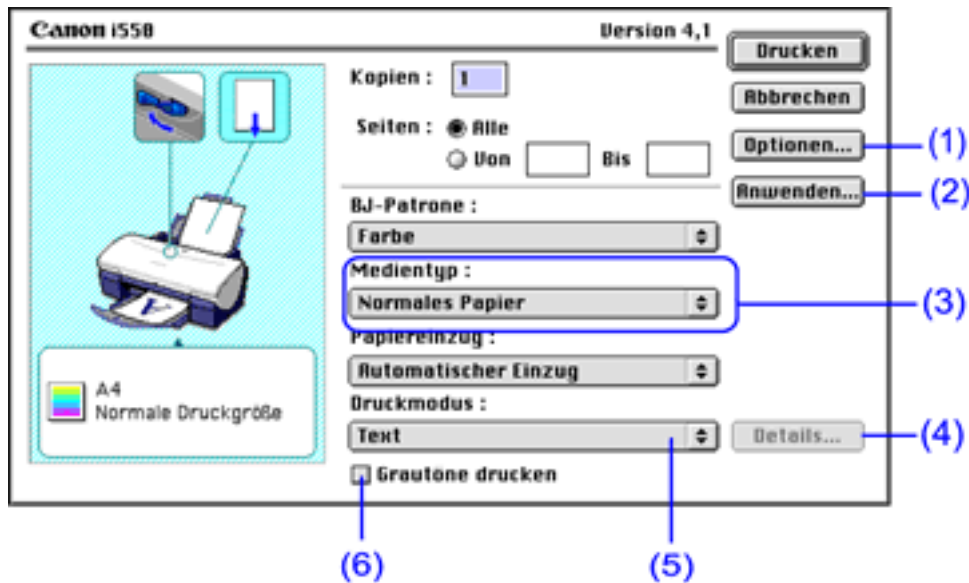 Canon i550
Version 4,1
Drucken
Kopien : 1
Abbrechen
Seiten : Alle
Optionen...
(1)
Von
Bis
Anwenden...
(2)
BJ-Patrone :
Farbe
Medientyp :
Normales Papier
(3)
Papiereinzug :
Automatischer Einzug
A4
Normale Druckgröße
Druckmodus :
Text
Details...
(4)
Grautöne drucken
(6)
(5)